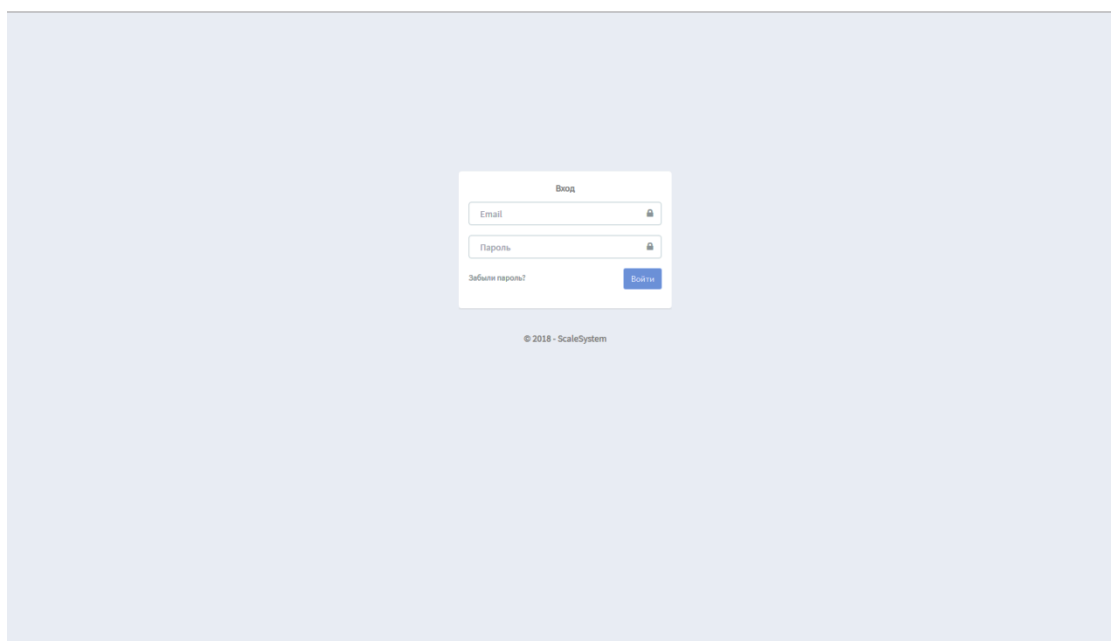 Вход
Email
Пароль
Забыли пароль?
Войти
© 2018 - ScaleSystem